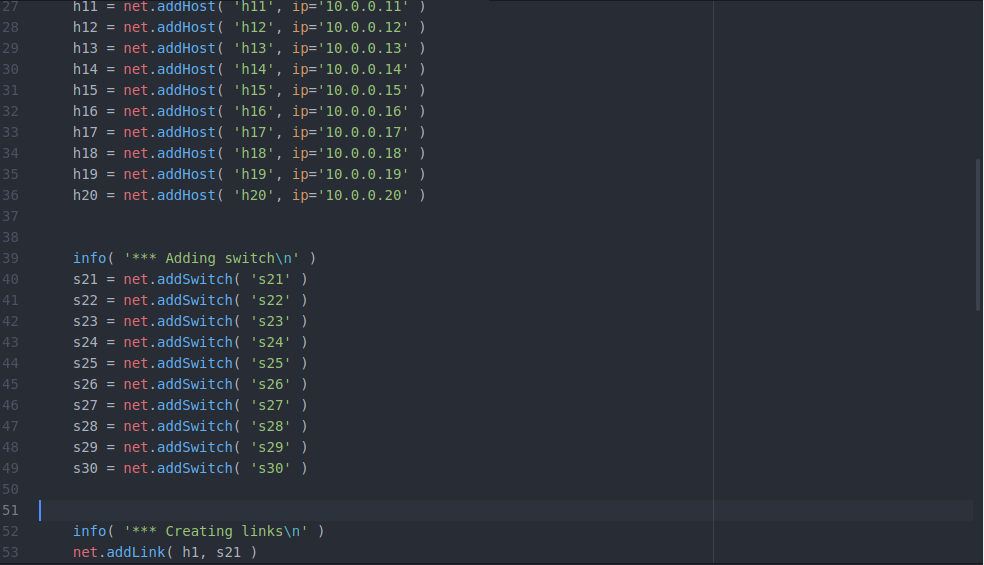 27 h11 = net.addHost( 'h11', ip='10.0.0.11' )
28 h12 = net.addHost( 'h12', ip='10.0.0.12' )
29 h13 = net.addHost( 'h13', ip='10.0.0.13' )
30 h14 = net.addHost( 'h14', ip='10.0.0.14' )
31 h15 = net.addHost( 'h15', ip='10.0.0.15' )
32 h16 = net.addHost( 'h16', ip='10.0.0.16' )
33 h17 = net.addHost( 'h17', ip='10.0.0.17' )
34 h18 = net.addHost( 'h18', ip='10.0.0.18' )
35 h19 = net.addHost( 'h19', ip='10.0.0.19' )
36 h20 = net.addHost( 'h20', ip='10.0.0.20' )
37
38
39 info( '*** Adding switch\n' )
40 s21 = net.addSwitch( 's21' )
41 s22 = net.addSwitch( 's22' )
42 s23 = net.addSwitch( 's23' )
43 s24 = net.addSwitch( 's24' )
44 s25 = net.addSwitch( 's25' )
45 s26 = net.addSwitch( 's26' )
46 s27 = net.addSwitch( 's27' )
47 s28 = net.addSwitch( 's28' )
48 s29 = net.addSwitch( 's29' )
49 s30 = net.addSwitch( 's30' )
50
51
52 info( '*** Creating links\n' )
53 net.addLink( h1, s21 )